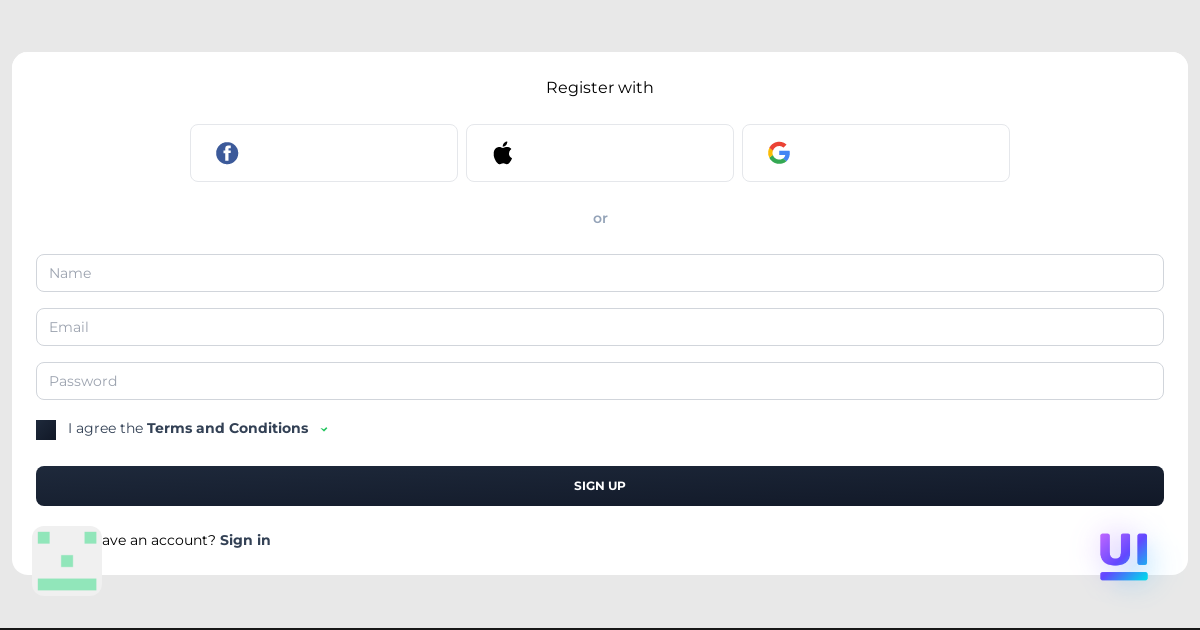 Register with
or
Name
Email
Password
I agree the Terms and Conditions
SIGN UP
ave an account? Sign in
UI